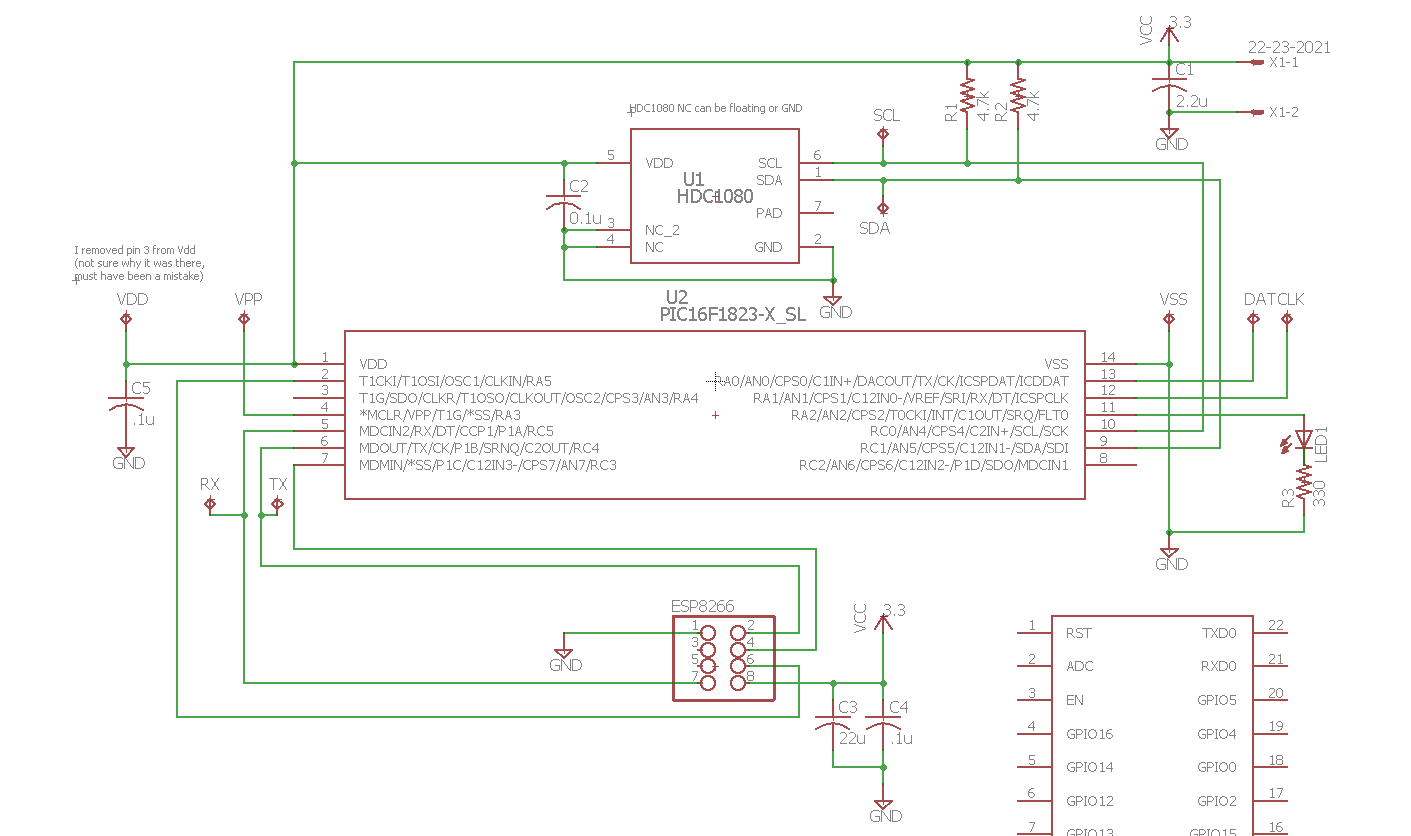 VCC
3.3
22-23-2021
X1-1
C1
2.2u
X1-2
GND
R1
4.7k
R2
4.7k
HDC1080 NC can be floating or GND
SCL
5 VDD
SCL 6
SDA 1
U1
HDC1080
C2
0.1u
PAD 7
3 NC_2
4 NC
GND 2
SDA
GND
I removed pin 3 from Vdd
(not sure why it was there,
must have been a mistake)
VDD
VPP
U2
PIC16F1823-X_SL
VSS
DAT
CLK
C5
.1u
GND
1 VDD
2 T1CKI/T1OSI/OSC1/CLKIN/RA5
3 T1G/SDO/CLKR/T1OSO/CLKOUT/OSC2/CPS3/AN3/RA4
4 *MCLR/VPP/T1G/*SS/RA3
5 MDCIN2/RX/DT/CCP1/P1A/RC5
6 MDOUT/TX/CK/P1B/SRNQ/C2OUT/RC4
7 MDMIN/*SS/P1C/C12IN3-/CPS7/AN7/RC3
VSS 14
RA0/AN0/CPS0/C1IN+/DACOUT/TX/CK/ICSPDAT/ICDDAT 13
RA1/AN1/CPS1/C12IN0-/VREF/SRI/RX/DT/ICSPCLK 12
RA2/AN2/CPS2/T0CKI/INT/C1OUT/SRQ/FLT0 11
RC0/AN4/CPS4/C2IN+/SCL/SCK 10
RC1/AN5/CPS5/C12IN1-/SDA/SDI 9
RC2/AN6/CPS6/C12IN2-/P1D/SDO/MDCIN1 8
LED1
R3
330
GND
RX
TX
ESP8266
1 2
3 4
5 6
7 8
GND
VCC
3.3
C3
22u
C4
.1u
GND
1 RST TXD0 22
2 ADC RXD0 21
3 EN GPIO5 20
4 GPIO16 GPIO4 19
5 GPIO14 GPIO0 18
6 GPIO12 GPIO2 17
7 GPIO13 GPIO15 16